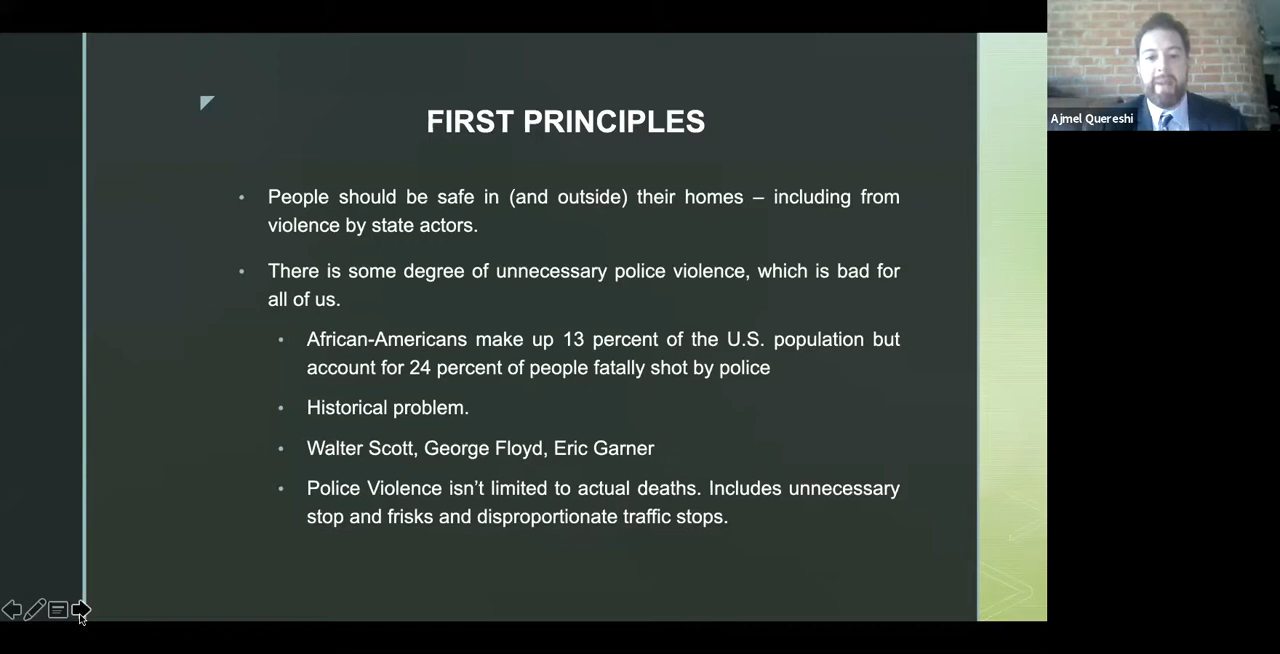 FIRST PRINCIPLES
• People should be safe in (and outside) their homes – including from
violence by state actors.
• There is some degree of unnecessary police violence, which is bad for
all of us.
• African-Americans make up 13 percent of the U.S. population but
account for 24 percent of people fatally shot by police
• Historical problem.
• Walter Scott, George Floyd, Eric Garner
• Police Violence isn’t limited to actual deaths. Includes unnecessary
stop and frisks and disproportionate traffic stops.
Ajmel Quereshi